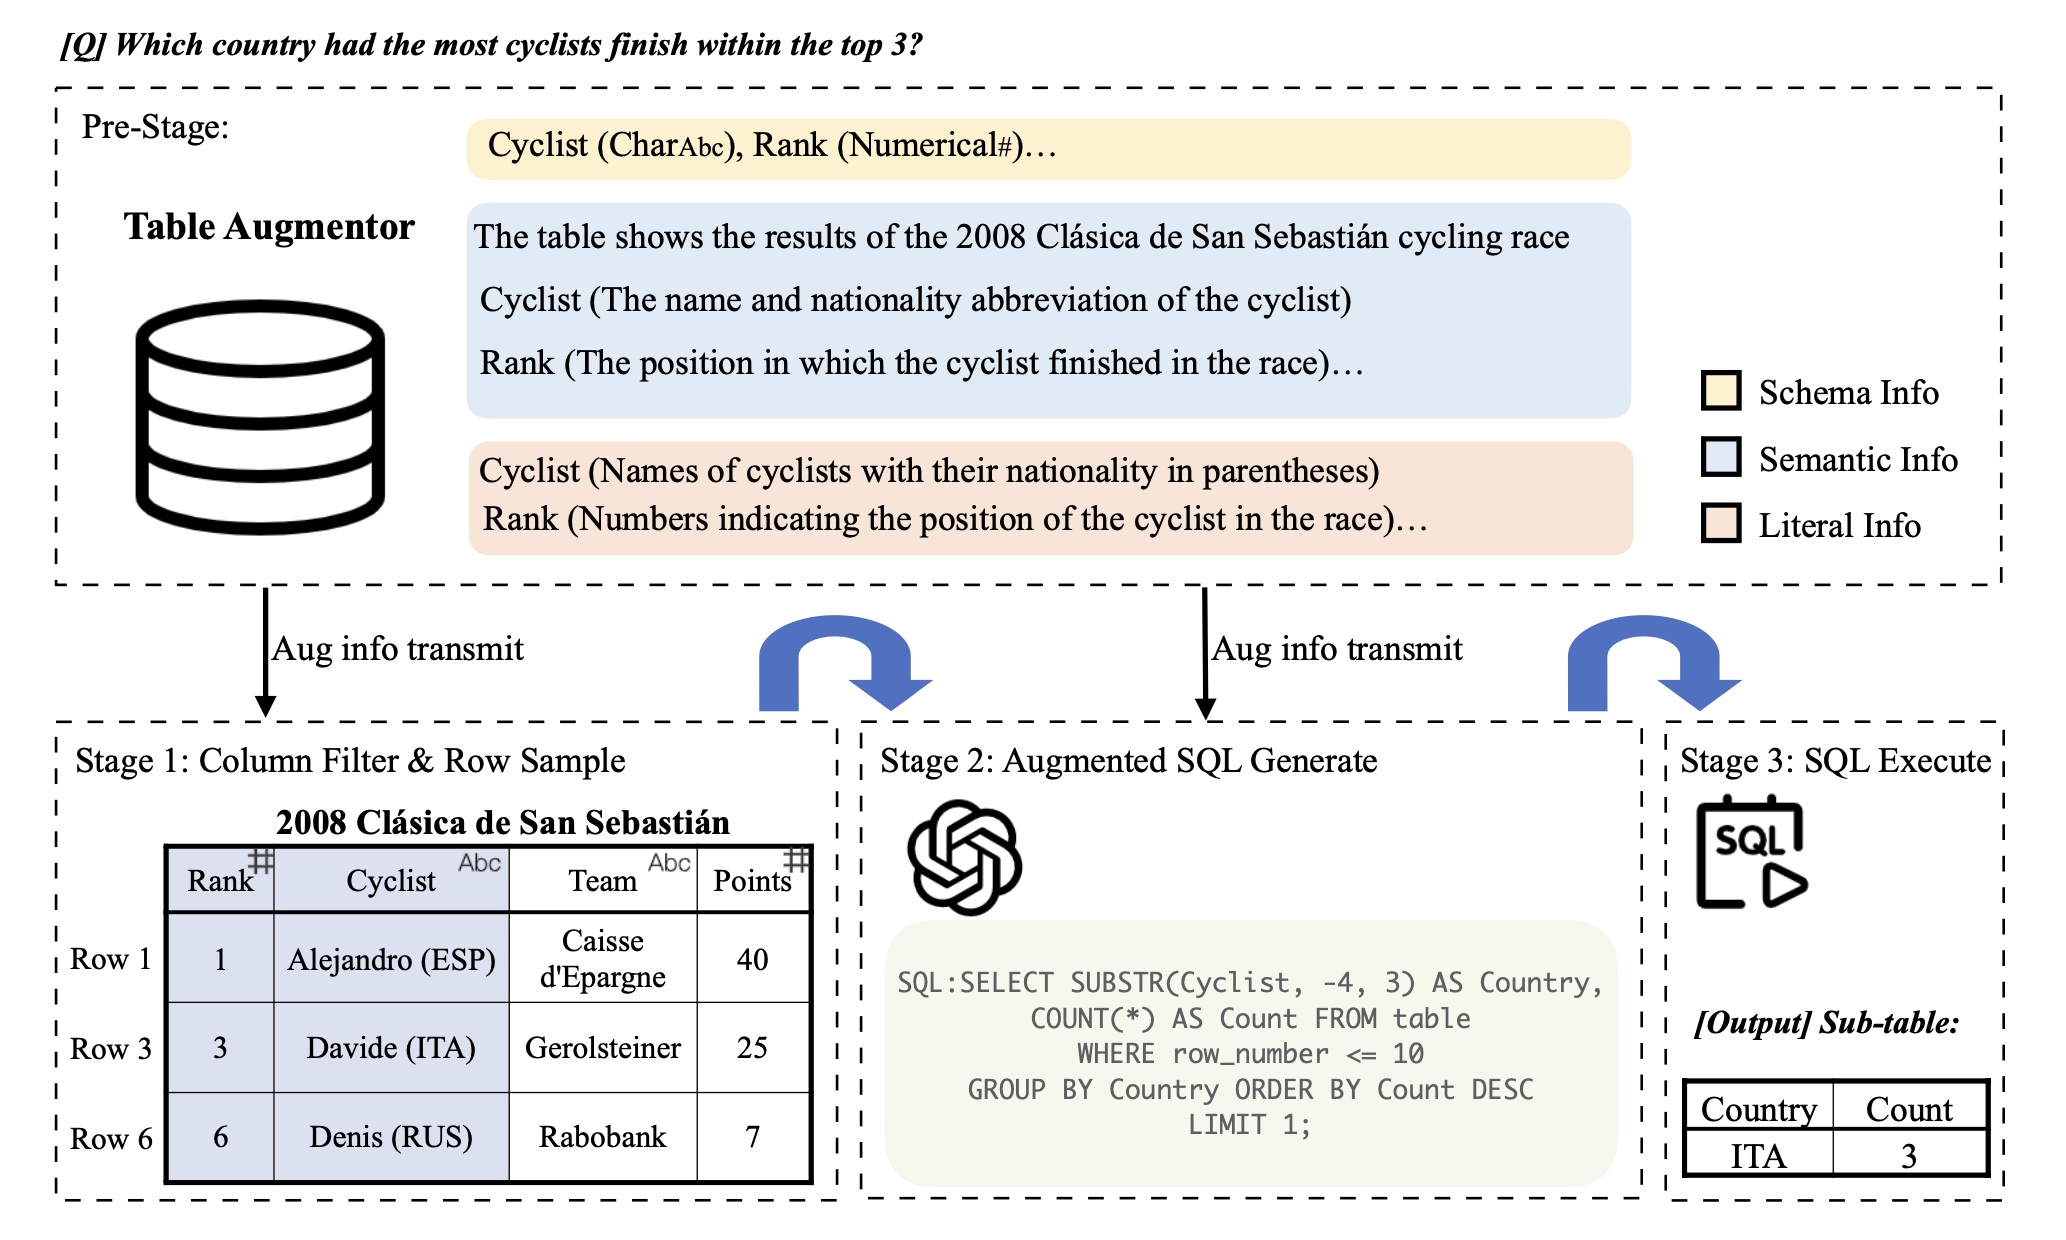 [Q] Which country had the most cyclists finish within the top 3?
Pre-Stage:
Table Augmentor
Cyclist (CharAbc), Rank (Numerical#)…
The table shows the results of the 2008 Clásica de San Sebastián cycling race
Cyclist (The name and nationality abbreviation of the cyclist)
Rank (The position in which the cyclist finished in the race)…
Cyclist (Names of cyclists with their nationality in parentheses)
Rank (Numbers indicating the position of the cyclist in the race)…
Schema Info
Semantic Info
Literal Info
Aug info transmit
Aug info transmit
Stage 1: Column Filter & Row Sample
2008 Clásica de San Sebastián
Rank # Cyclist Abc Team Abc Points #
Row 1 1 Alejandro (ESP) Caisse
d'Epargne 40
Row 3 3 Davide (ITA) Gerolsteiner 25
Row 6 6 Denis (RUS) Rabobank 7
Stage 2: Augmented SQL Generate
SQL:SELECT SUBSTR(Cyclist, -4, 3) AS Country,
COUNT(*) AS Count FROM table
WHERE row_number <= 10
GROUP BY Country ORDER BY Count DESC
LIMIT 1;
Stage 3: SQL Execute
SQL
[Output] Sub-table:
Country Count
ITA 3